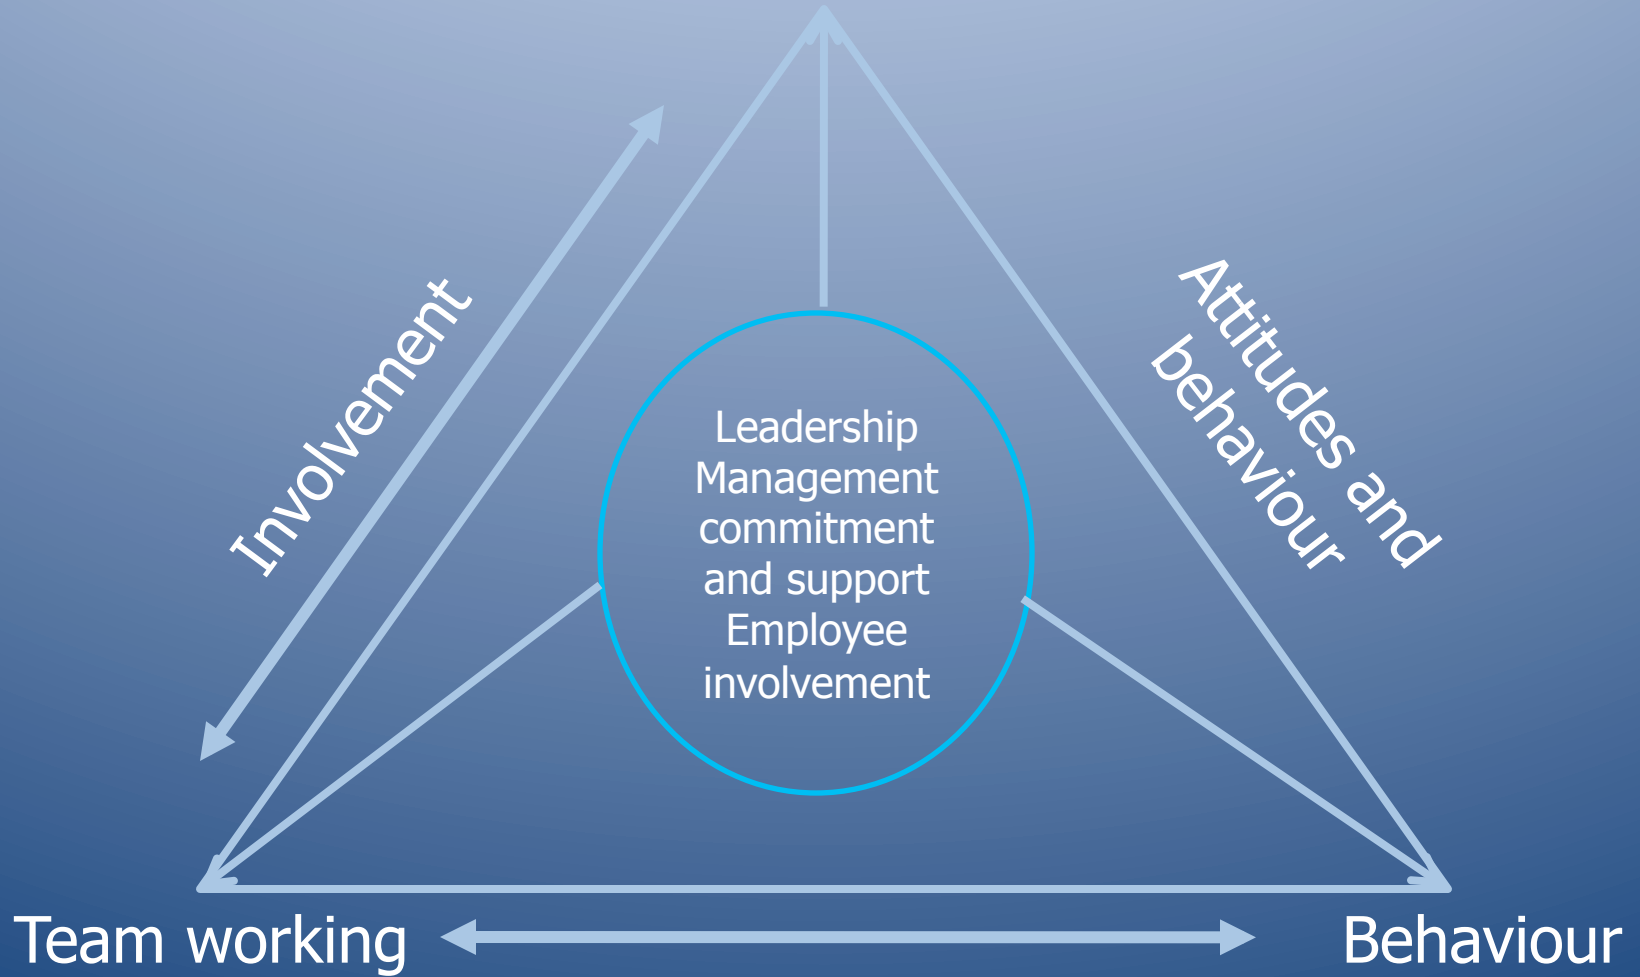 Involvement
Attitudes and
behaviour
Leadership
Management
commitment
and support
Employee
involvement
Team working
Behaviour